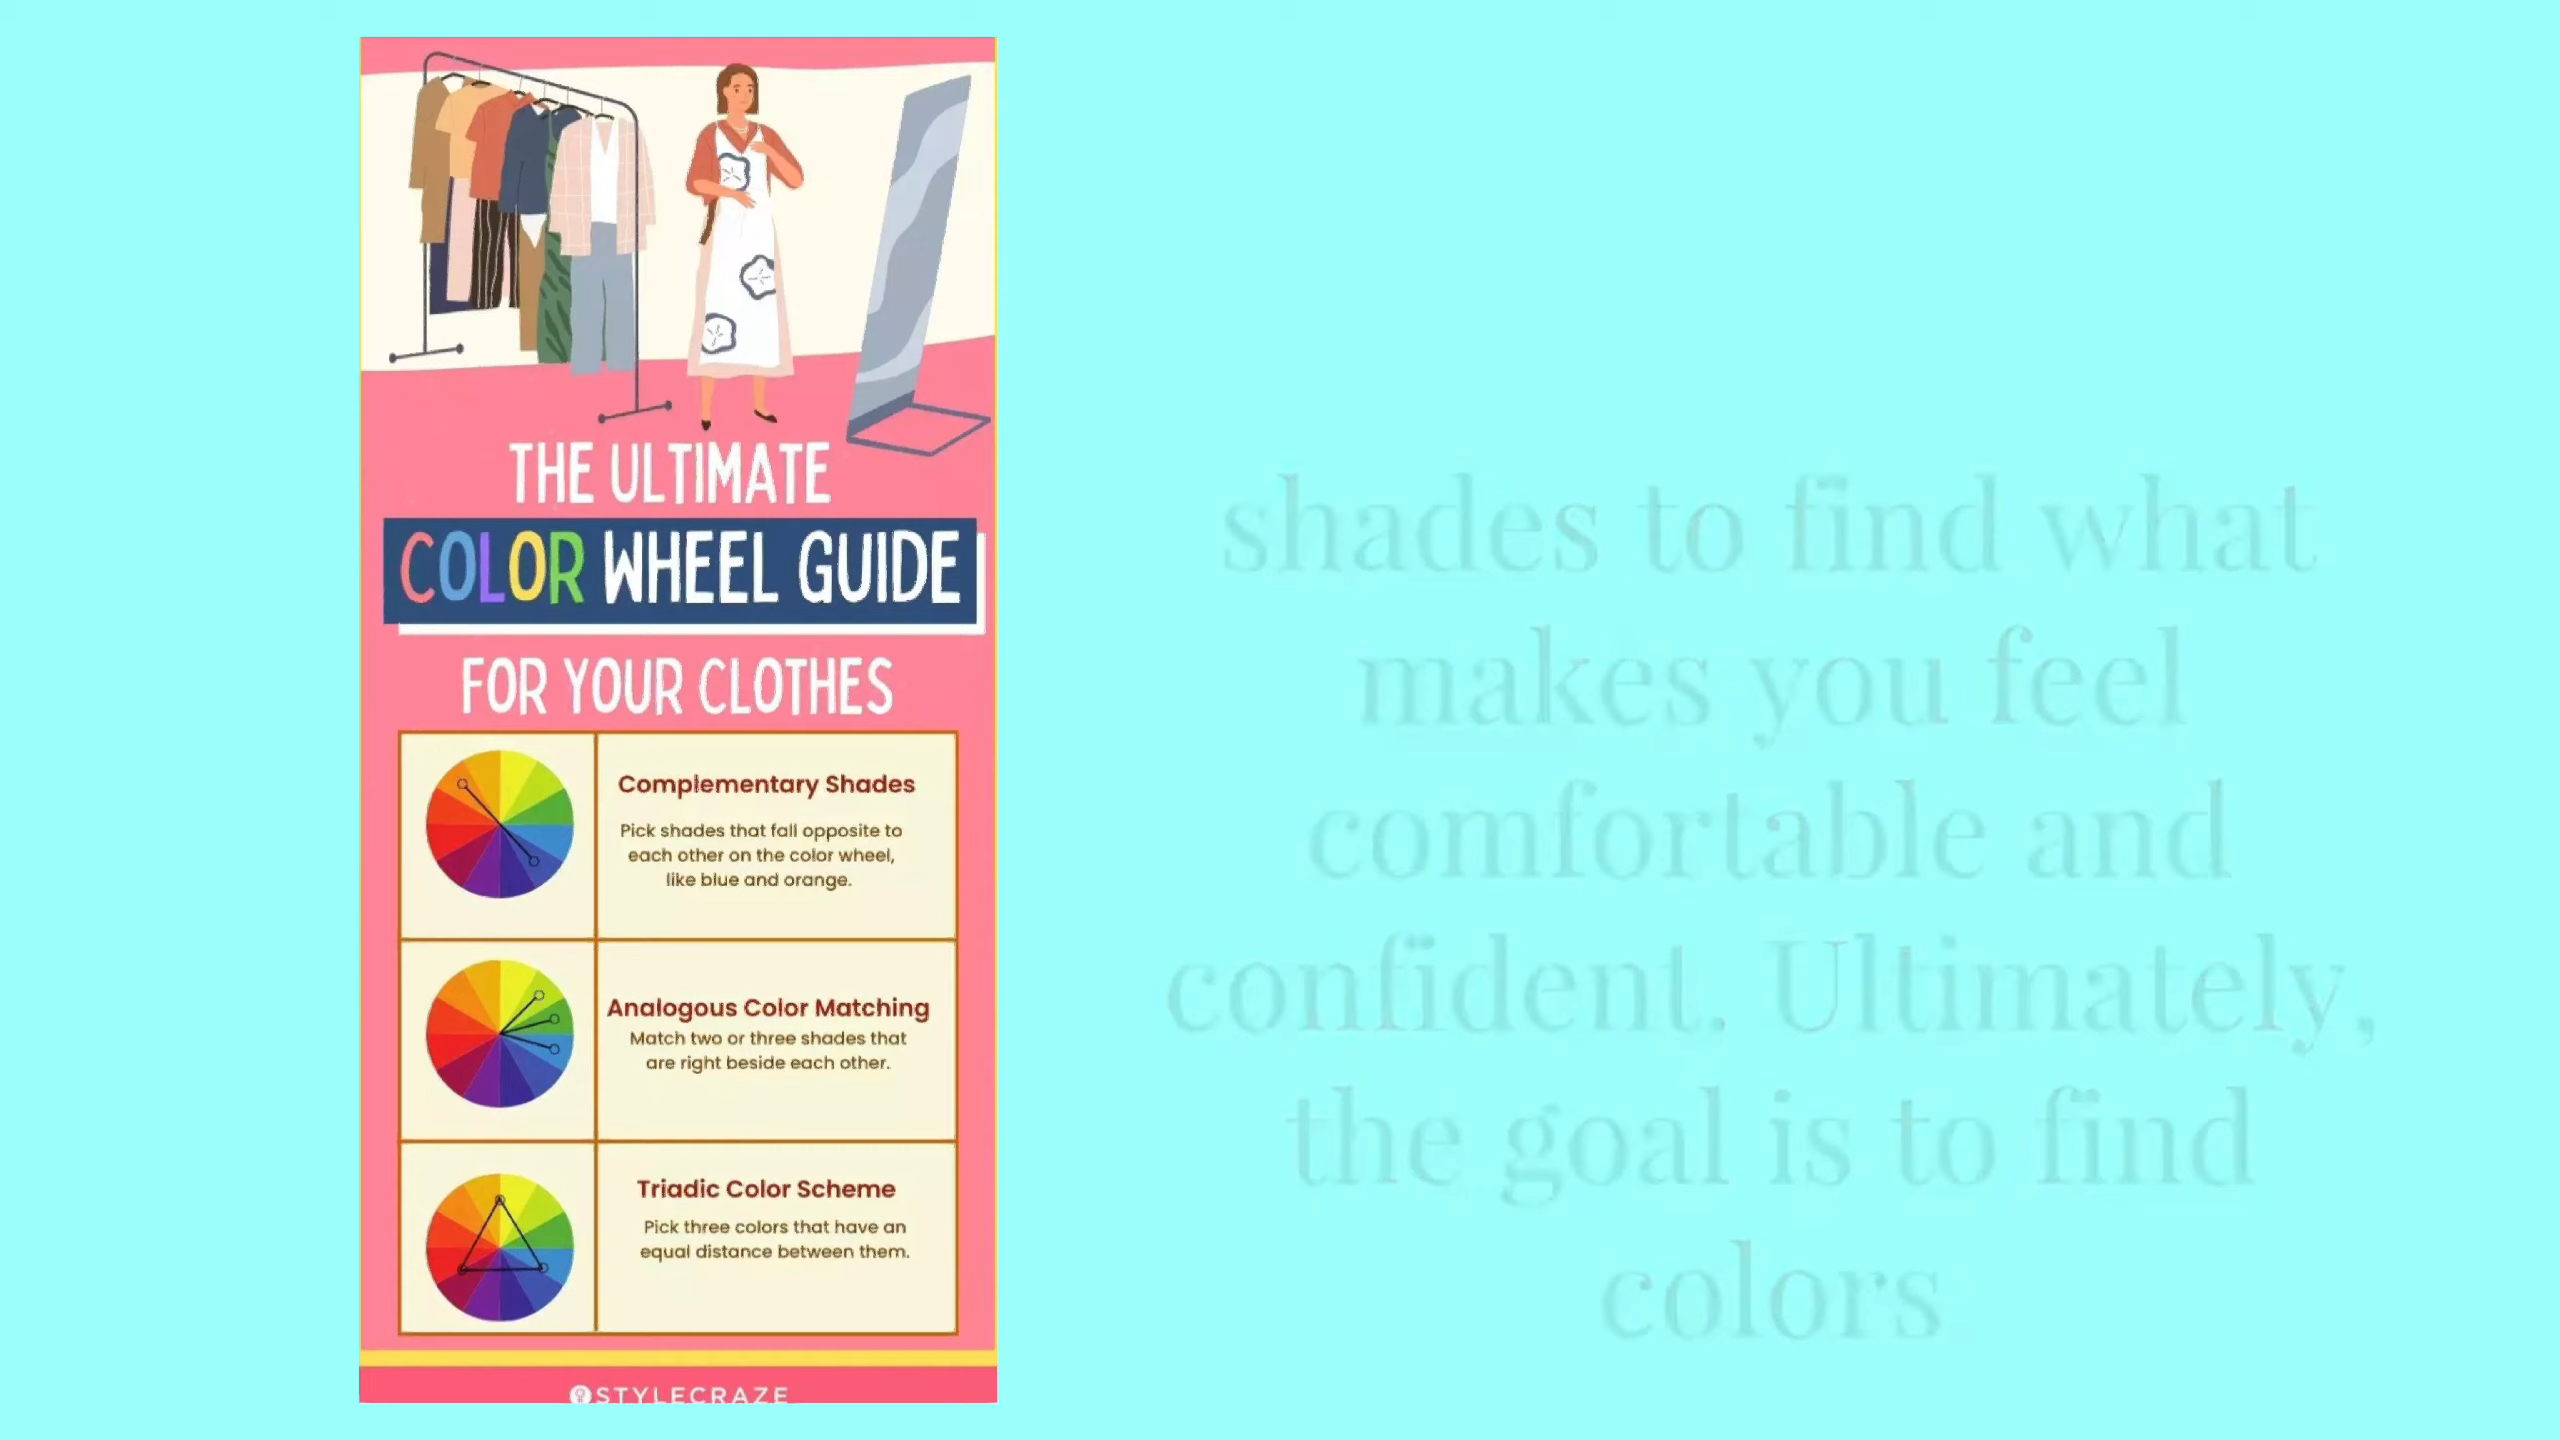 THE ULTIMATE
COLOR WHEEL GUIDE
FOR YOUR CLOTHES
Complementary Shades
Pick shades that fall opposite to
each other on the color wheel,
like blue and orange.
Analogous Color Matching
Match two or three shades that
are right beside each other.
Triadic Color Scheme
Pick three colors that have an
equal distance between them.
STYLECRAZE
shades to find what
makes you feel
comfortable and
confident. Ultimately,
the goal is to find
colors